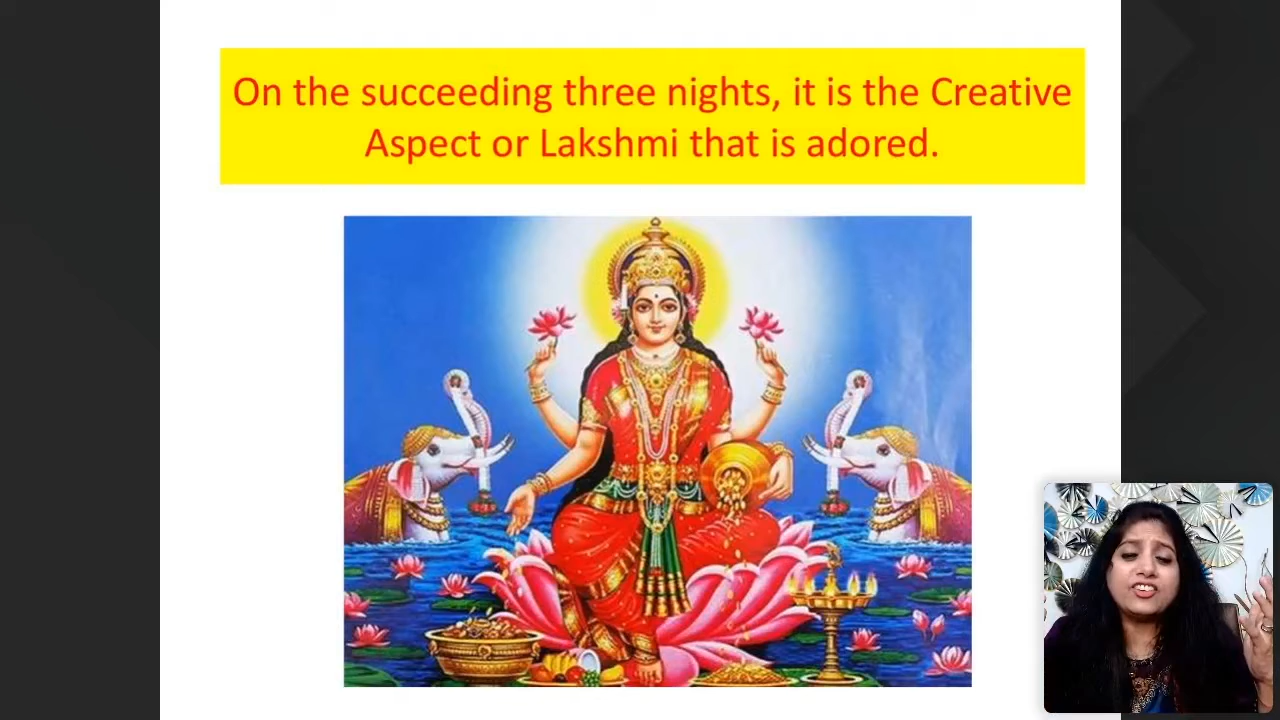 On the succeeding three nights, it is the Creative
Aspect or Lakshmi that is adored.